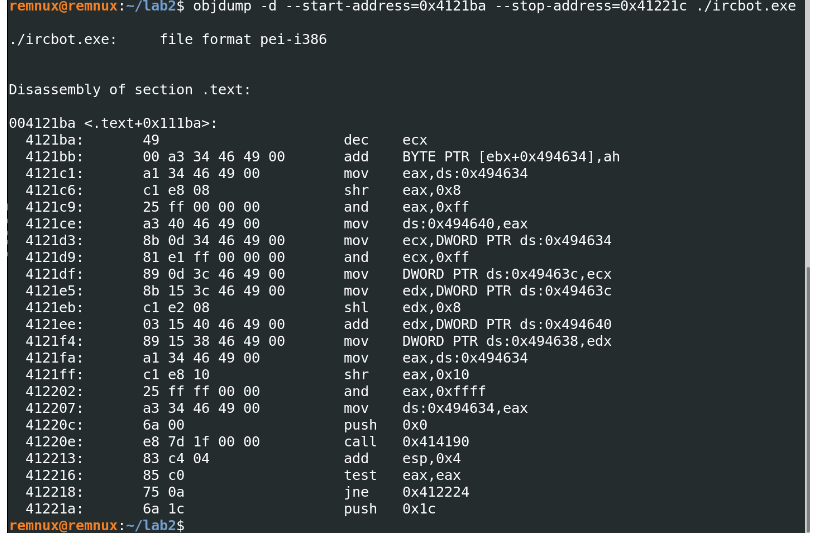 remnux@remnux:~/lab2$ objdump -d --start-address=0x4121ba --stop-address=0x41221c ./ircbot.exe
./ircbot.exe:     file format pei-i386
Disassembly of section .text:
004121ba <.text+0x111ba>:
  4121ba:	49	dec    ecx
  4121bb:	00 a3 34 46 49 00	add    BYTE PTR [ebx+0x494634],ah
  4121c1:	a1 34 46 49 00	mov    eax,ds:0x494634
  4121c6:	c1 e8 08	shr    eax,0x8
  4121c9:	25 ff 00 00 00	and    eax,0xff
  4121ce:	a3 40 46 49 00	mov    ds:0x494640,eax
  4121d3:	8b 0d 34 46 49 00	mov    ecx,DWORD PTR ds:0x494634
  4121d9:	81 e1 ff 00 00 00	and    ecx,0xff
  4121df:	89 0d 3c 46 49 00	mov    DWORD PTR ds:0x49463c,ecx
  4121e5:	8b 15 3c 46 49 00	mov    edx,DWORD PTR ds:0x49463c
  4121eb:	c1 e2 08	shl    edx,0x8
  4121ee:	03 15 40 46 49 00	add    edx,DWORD PTR ds:0x494640
  4121f4:	89 15 38 46 49 00	mov    DWORD PTR ds:0x494638,edx
  4121fa:	a1 34 46 49 00	mov    eax,ds:0x494634
  4121ff:	c1 e8 10	shr    eax,0x10
  412202:	25 ff ff 00 00	and    eax,0xffff
  412207:	a3 34 46 49 00	mov    ds:0x494634,eax
  41220c:	6a 00	push   0x0
  41220e:	e8 7d 1f 00 00	call   0x414190
  412213:	83 c4 04	add    esp,0x4
  412216:	85 c0	test   eax,eax
  412218:	75 0a	jne    0x412224
  41221a:	6a 1c	push   0x1c
remnux@remnux:~/lab2$